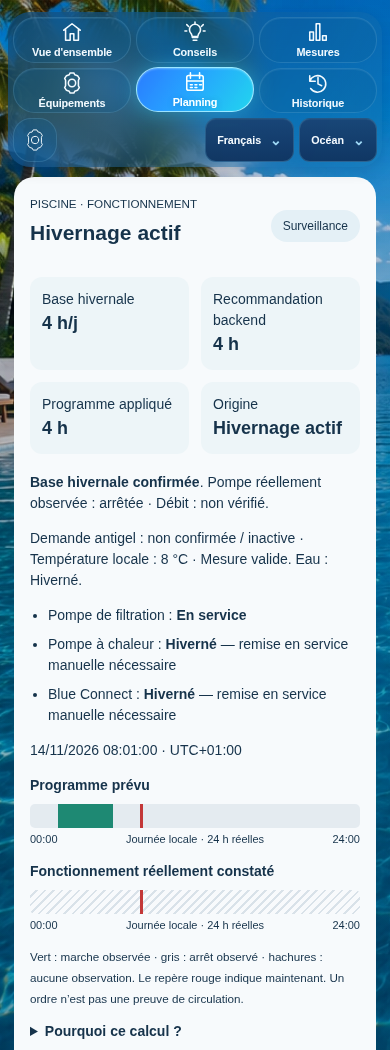 Vue d'ensemble
Conseils
Mesures
Équipements
Planning
Historique
Français
Océan
PISCINE · FONCTIONNEMENT
Hivernage actif
Surveillance
Base hivernale
4 h/j
Recommandation
backend
4 h
Programme appliqué
4 h
Origine
Hivernage actif
Base hivernale confirmée. Pompe réellement
observée : arrêtée · Débit : non vérifié.
Demande antigel : non confirmée / inactive ·
Température locale : 8 °C · Mesure valide. Eau :
Hiverné.
• Pompe de filtration : En service
• Pompe à chaleur : Hiverné — remise en service
manuelle nécessaire
• Blue Connect : Hiverné — remise en service
manuelle nécessaire
14/11/2026 08:01:00 · UTC+01:00
Programme prévu
00:00 Journée locale · 24 h réelles 24:00
Fonctionnement réellement constaté
00:00 Journée locale · 24 h réelles 24:00
Vert : marche observée · gris : arrêt observé · hachures :
aucune observation. Le repère rouge indique maintenant. Un
ordre n’est pas une preuve de circulation.
▶ Pourquoi ce calcul ?